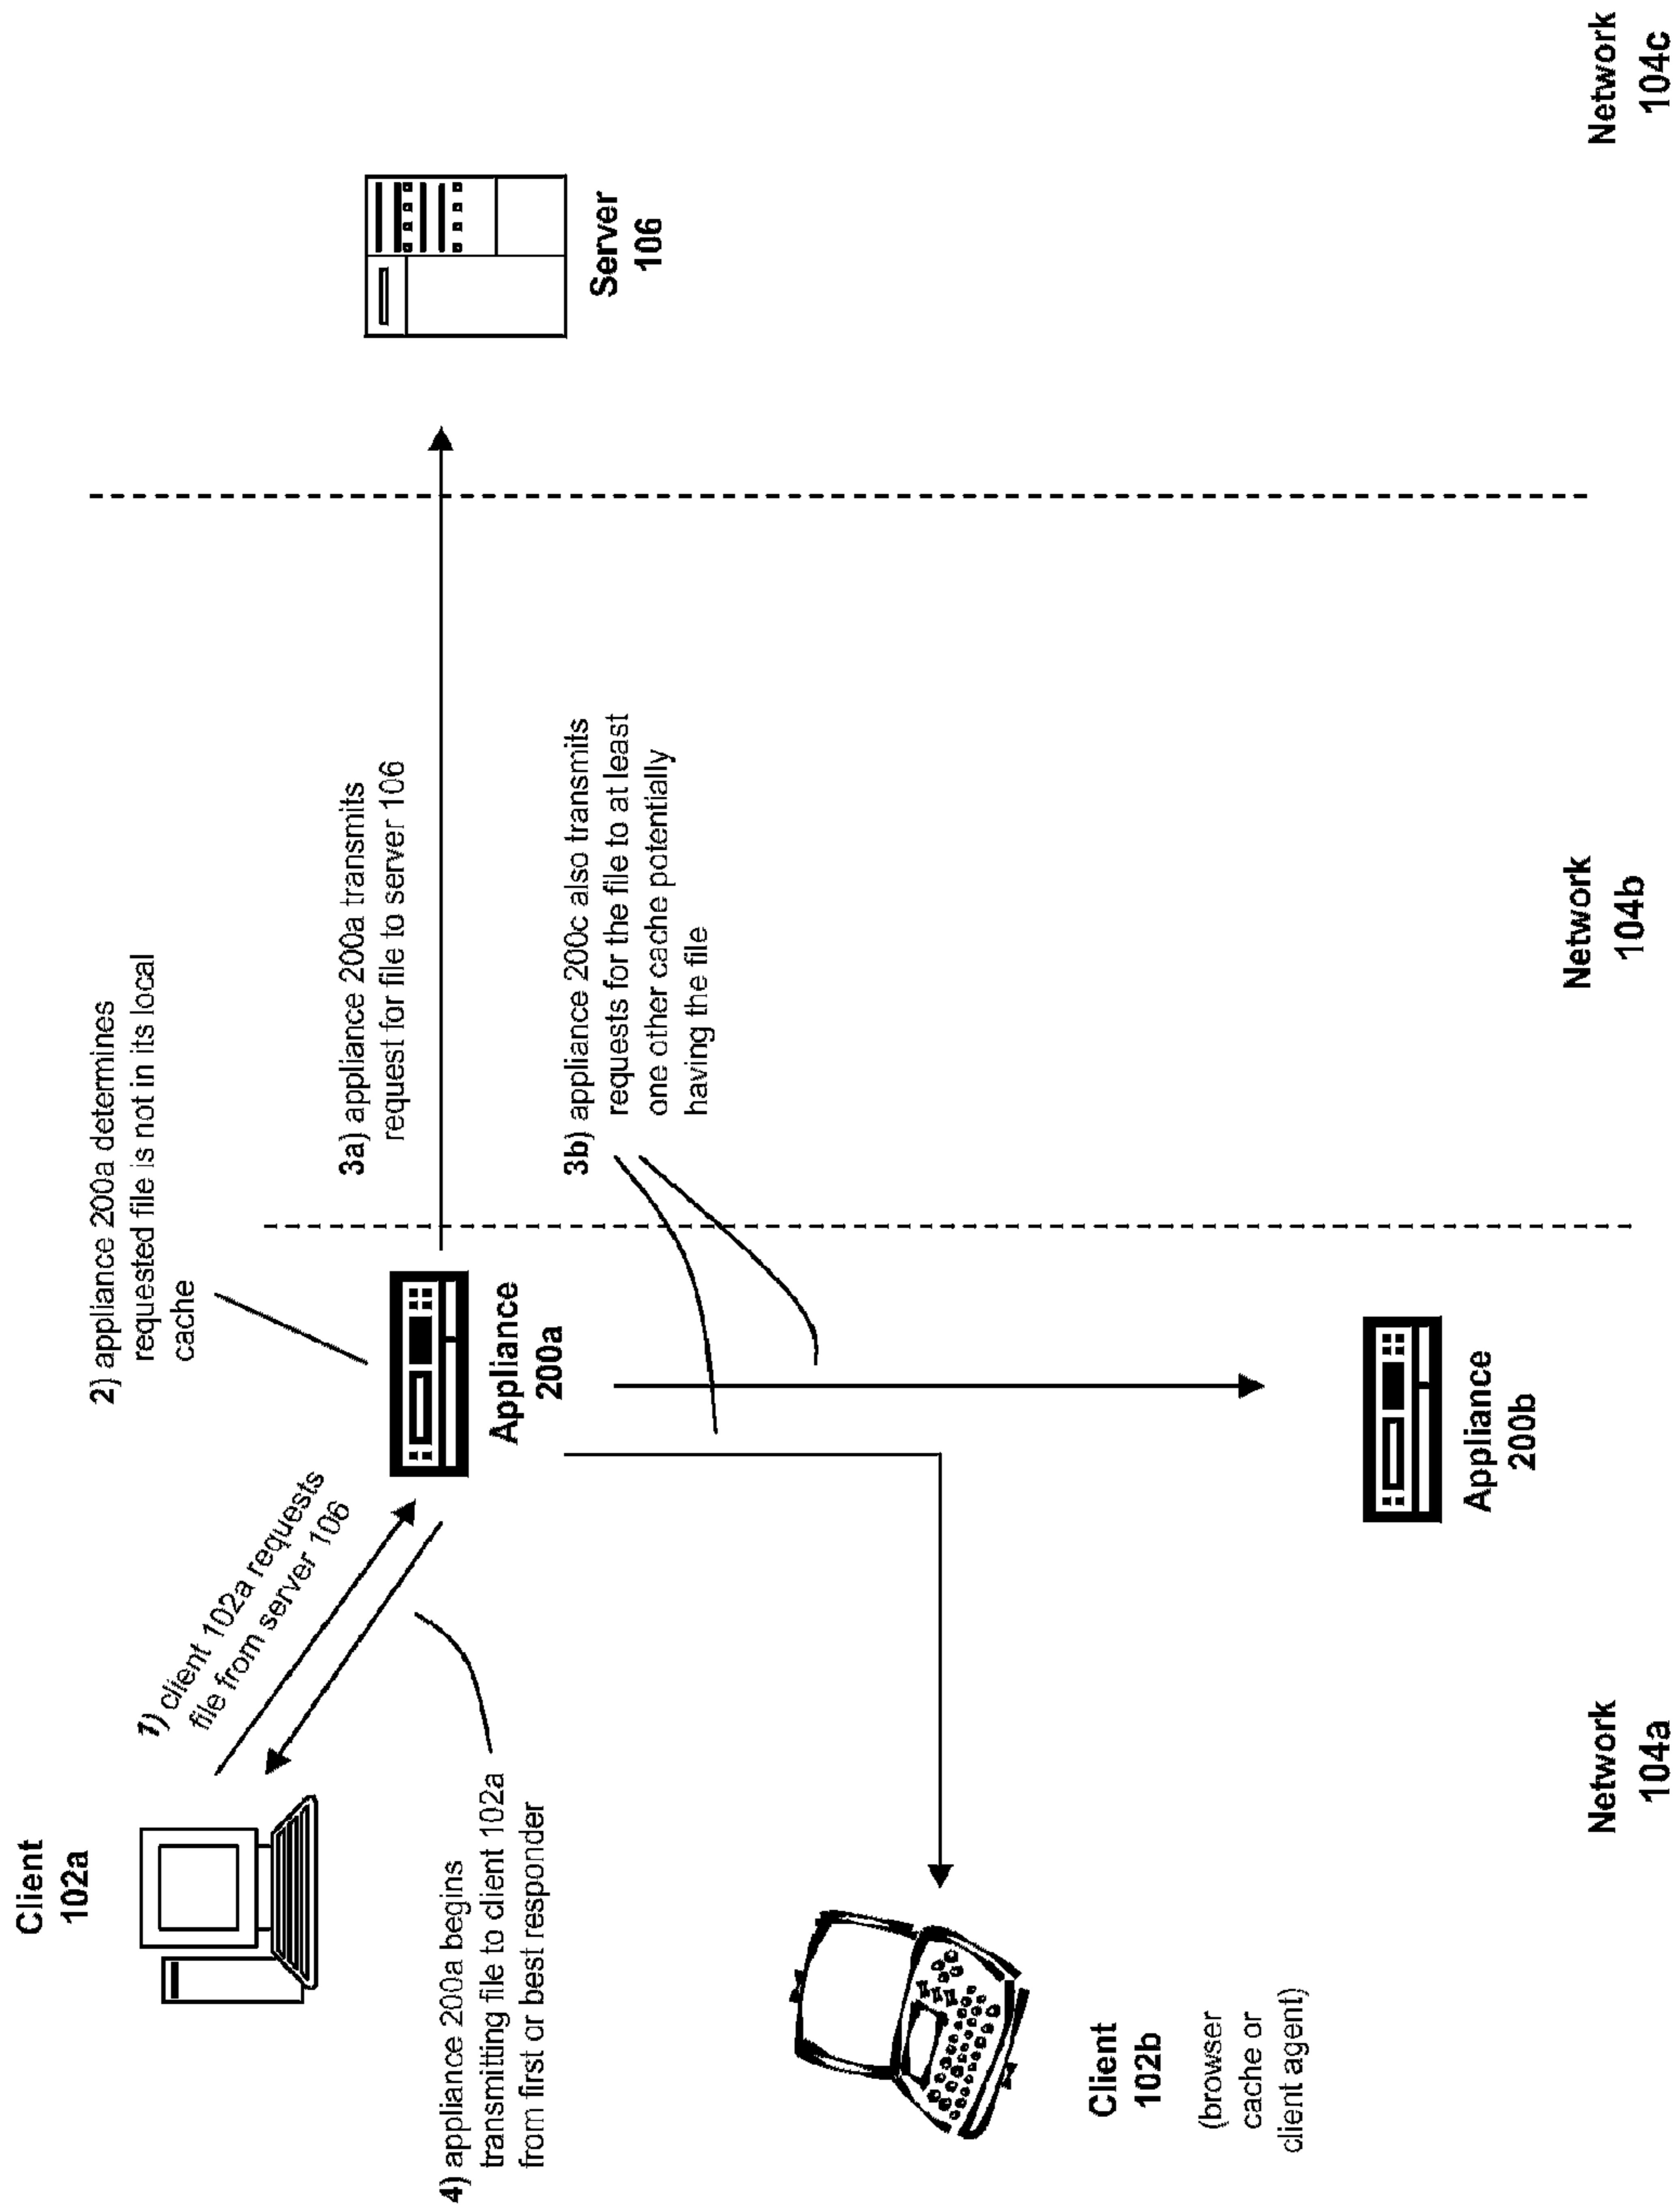 Client
102a
1) client 102a requests
file from server 106
2) appliance 200a determines
requested file is not in its local
cache
3a) appliance 200a transmits
request for file to server 106
Server
106
Appliance
200a
4) appliance 200a begins
transmitting file to client 102a
from first or best responder
3b) appliance 200c also transmits
requests for the file to at least
one other cache potentially
having the file
Client
102b
(browser
cache or
client agent)
Appliance
200b
Network
104a
Network
104b
Network
104c